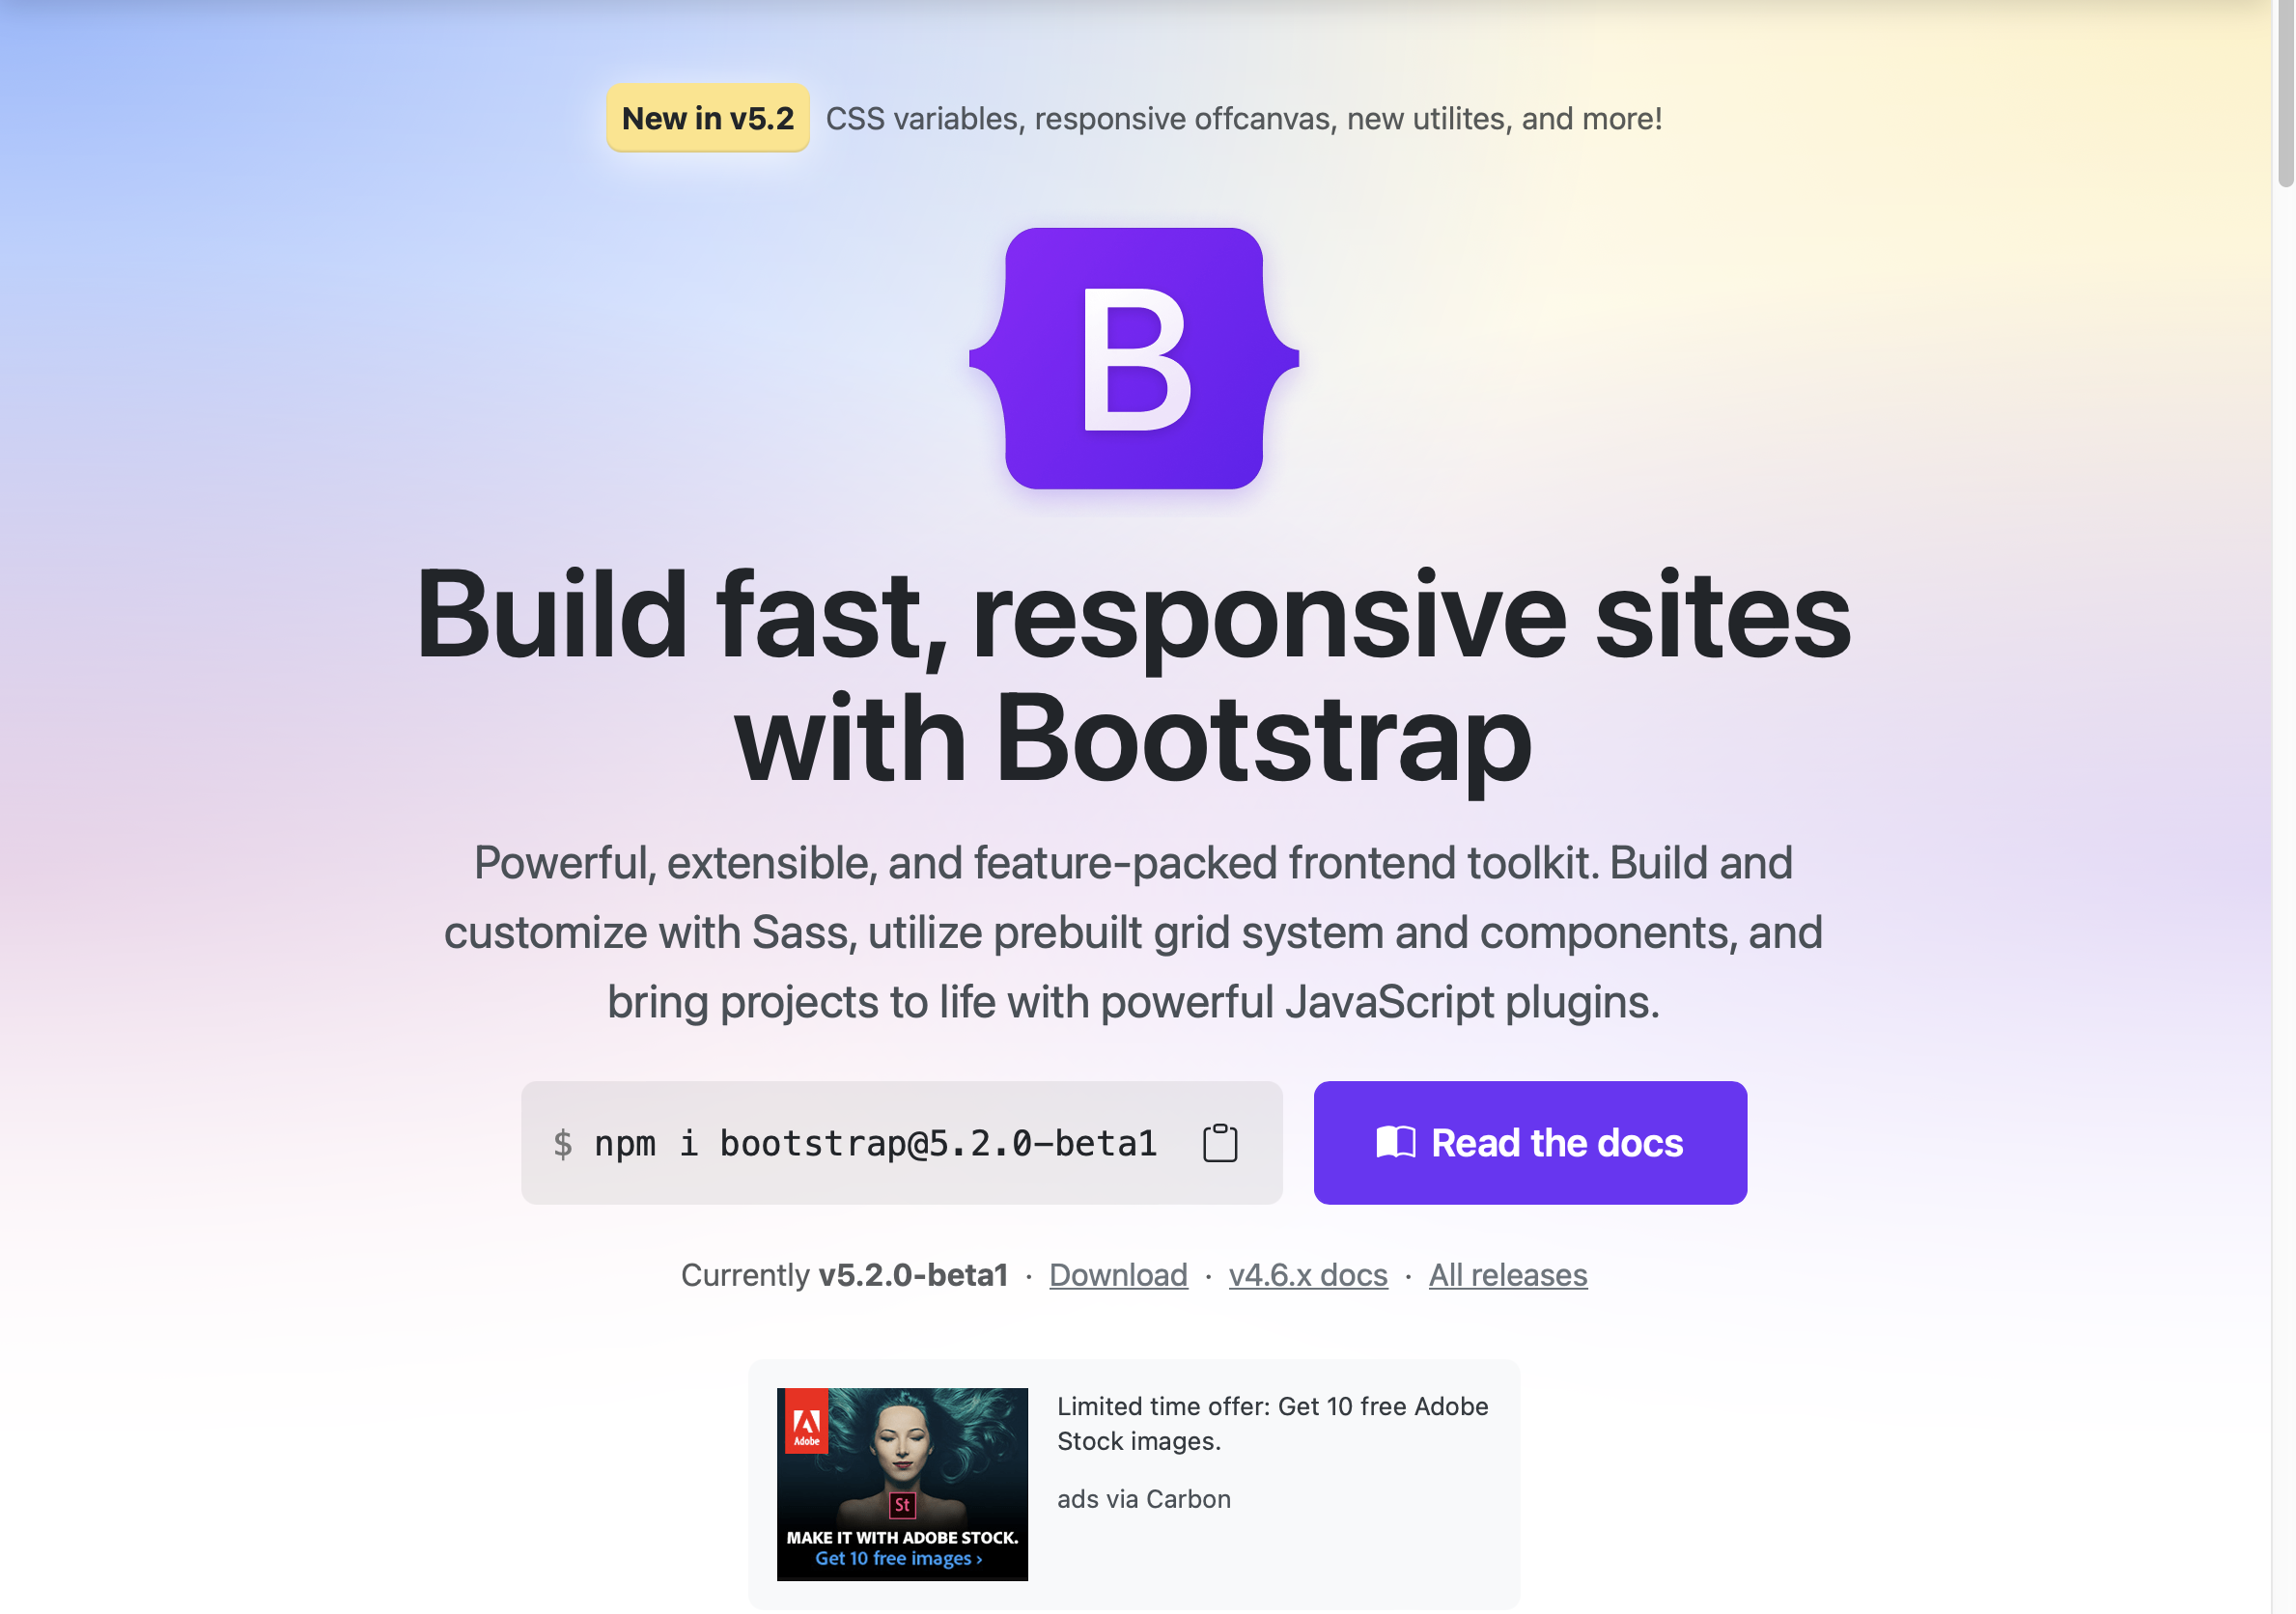 New in v5.2 CSS variables, responsive offcanvas, new utilites, and more!
B
Build fast, responsive sites
with Bootstrap
Powerful, extensible, and feature-packed frontend toolkit. Build and
customize with Sass, utilize prebuilt grid system and components, and
bring projects to life with powerful JavaScript plugins.
$ npm i bootstrap@5.2.0-beta1
Read the docs
Currently v5.2.0-beta1 · Download · v4.6.x docs · All releases
Adobe
St
MAKE IT WITH ADOBE STOCK.
Get 10 free images ›
Limited time offer: Get 10 free Adobe
Stock images.
ads via Carbon